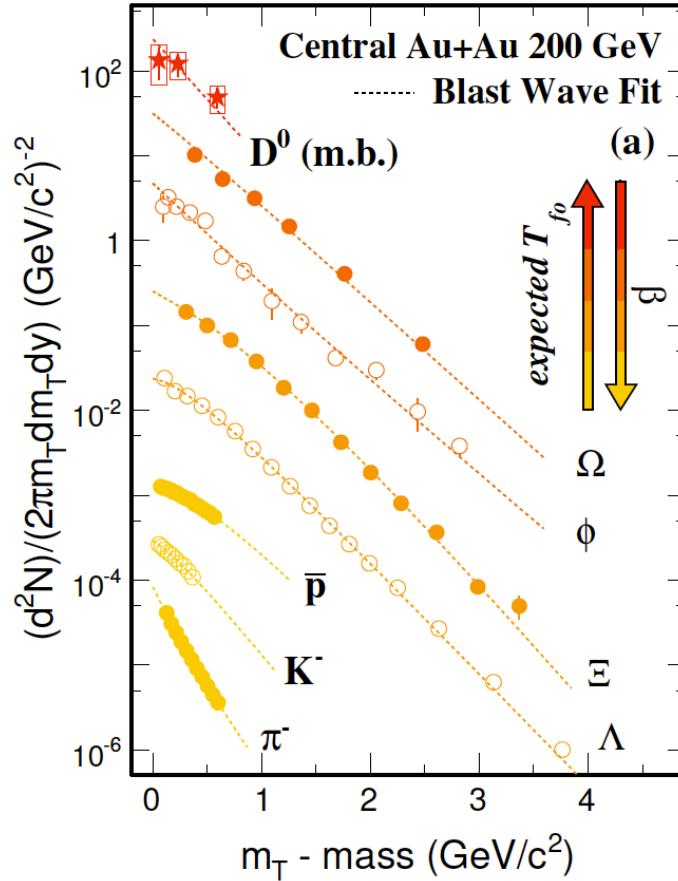 Central Au+Au 200 GeV
Blast Wave Fit
D⁰ (m.b.)
(a)
expected T_fo
β
Ω
φ
Ξ
Λ
p̅
K⁻
π⁻
10²
1
10⁻²
10⁻⁴
10⁻⁶
(d²N)/(2πm_T dm_T dy) (GeV/c²)⁻²
0 1 2 3 4
m_T - mass (GeV/c²)